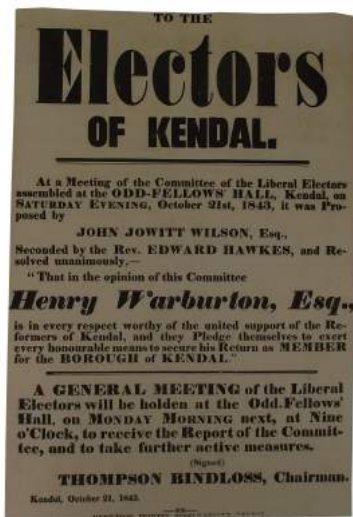 TO THE
Electors
OF KENDAL.
At a Meeting of the Committee of the Liberal Electors
assembled at the ODD-FELLOWS' HALL, Kendal, on
SATURDAY EVENING, October 21st, 1843, it was Pro-
posed by
JOHN JOWITT WILSON, Esq.,
Seconded by the Rev. EDWARD HAWKES, and Re-
solved unanimously,—
"That in the opinion of this Committee
Henry Warburton, Esq.,
is in every respect worthy of the united support of the Re-
formers of Kendal, and they Pledge themselves to exert
every honourable means to secure his Return as MEMBER
for the BOROUGH of KENDAL."
A GENERAL MEETING of the Liberal
Electors will be holden at the Odd-Fellows'
Hall, on MONDAY MORNING next, at Nine
o'Clock, to receive the Report of the Commit-
tee, and to take further active measures.
(Signed)
THOMPSON BINDLOSS, Chairman.
Kendal, October 21, 1843.